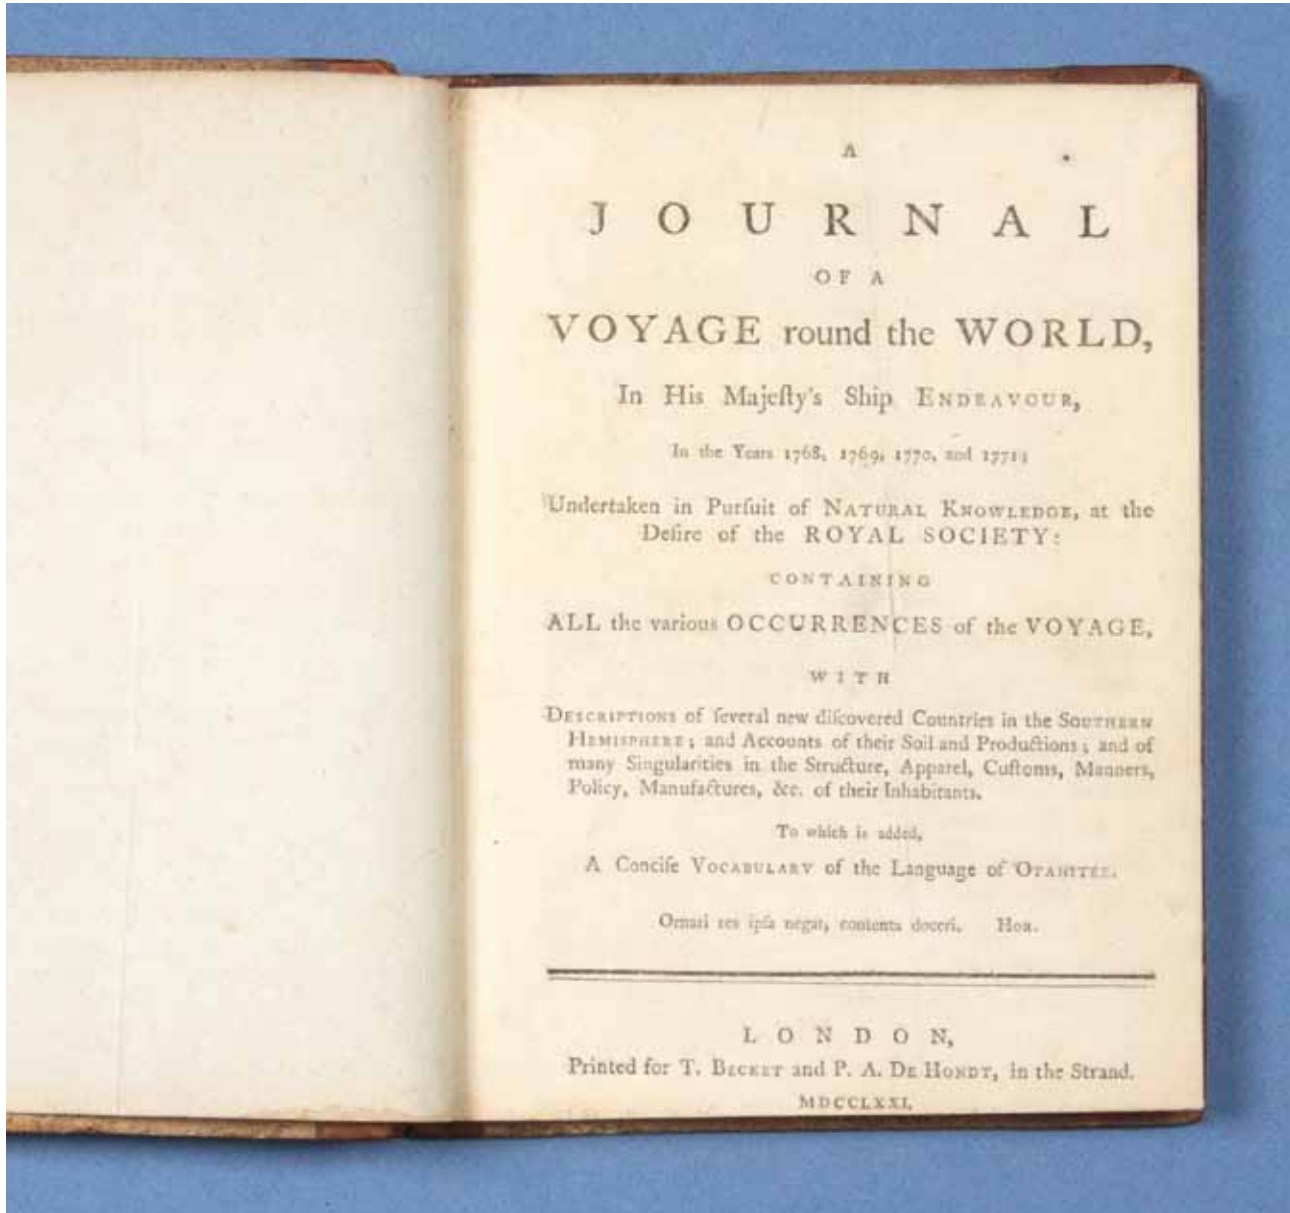 A
JOURNAL
OF A
VOYAGE round the WORLD,
In His Majeſty's Ship ENDEAVOUR,
In the Years 1768, 1769, 1770, and 1771;
Undertaken in Purſuit of NATURAL KNOWLEDGE, at the
Deſire of the ROYAL SOCIETY:
CONTAINING
ALL the various OCCURRENCES of the VOYAGE,
WITH
DESCRIPTIONS of ſeveral new diſcovered Countries in the SOUTHERN
HEMISPHERE; and Accounts of their Soil and Productions; and of
many Singularities in the Structure, Apparel, Cuſtoms, Manners,
Policy, Manufactures, &c. of their Inhabitants.
To which is added,
A Conciſe VOCABULARY of the Language of OTAHITEE.
Ornari res ipſa negat, contenta doceri. HOR.
LONDON,
Printed for T. BECKET and P. A. DE HONDT, in the Strand.
MDCCLXXI.